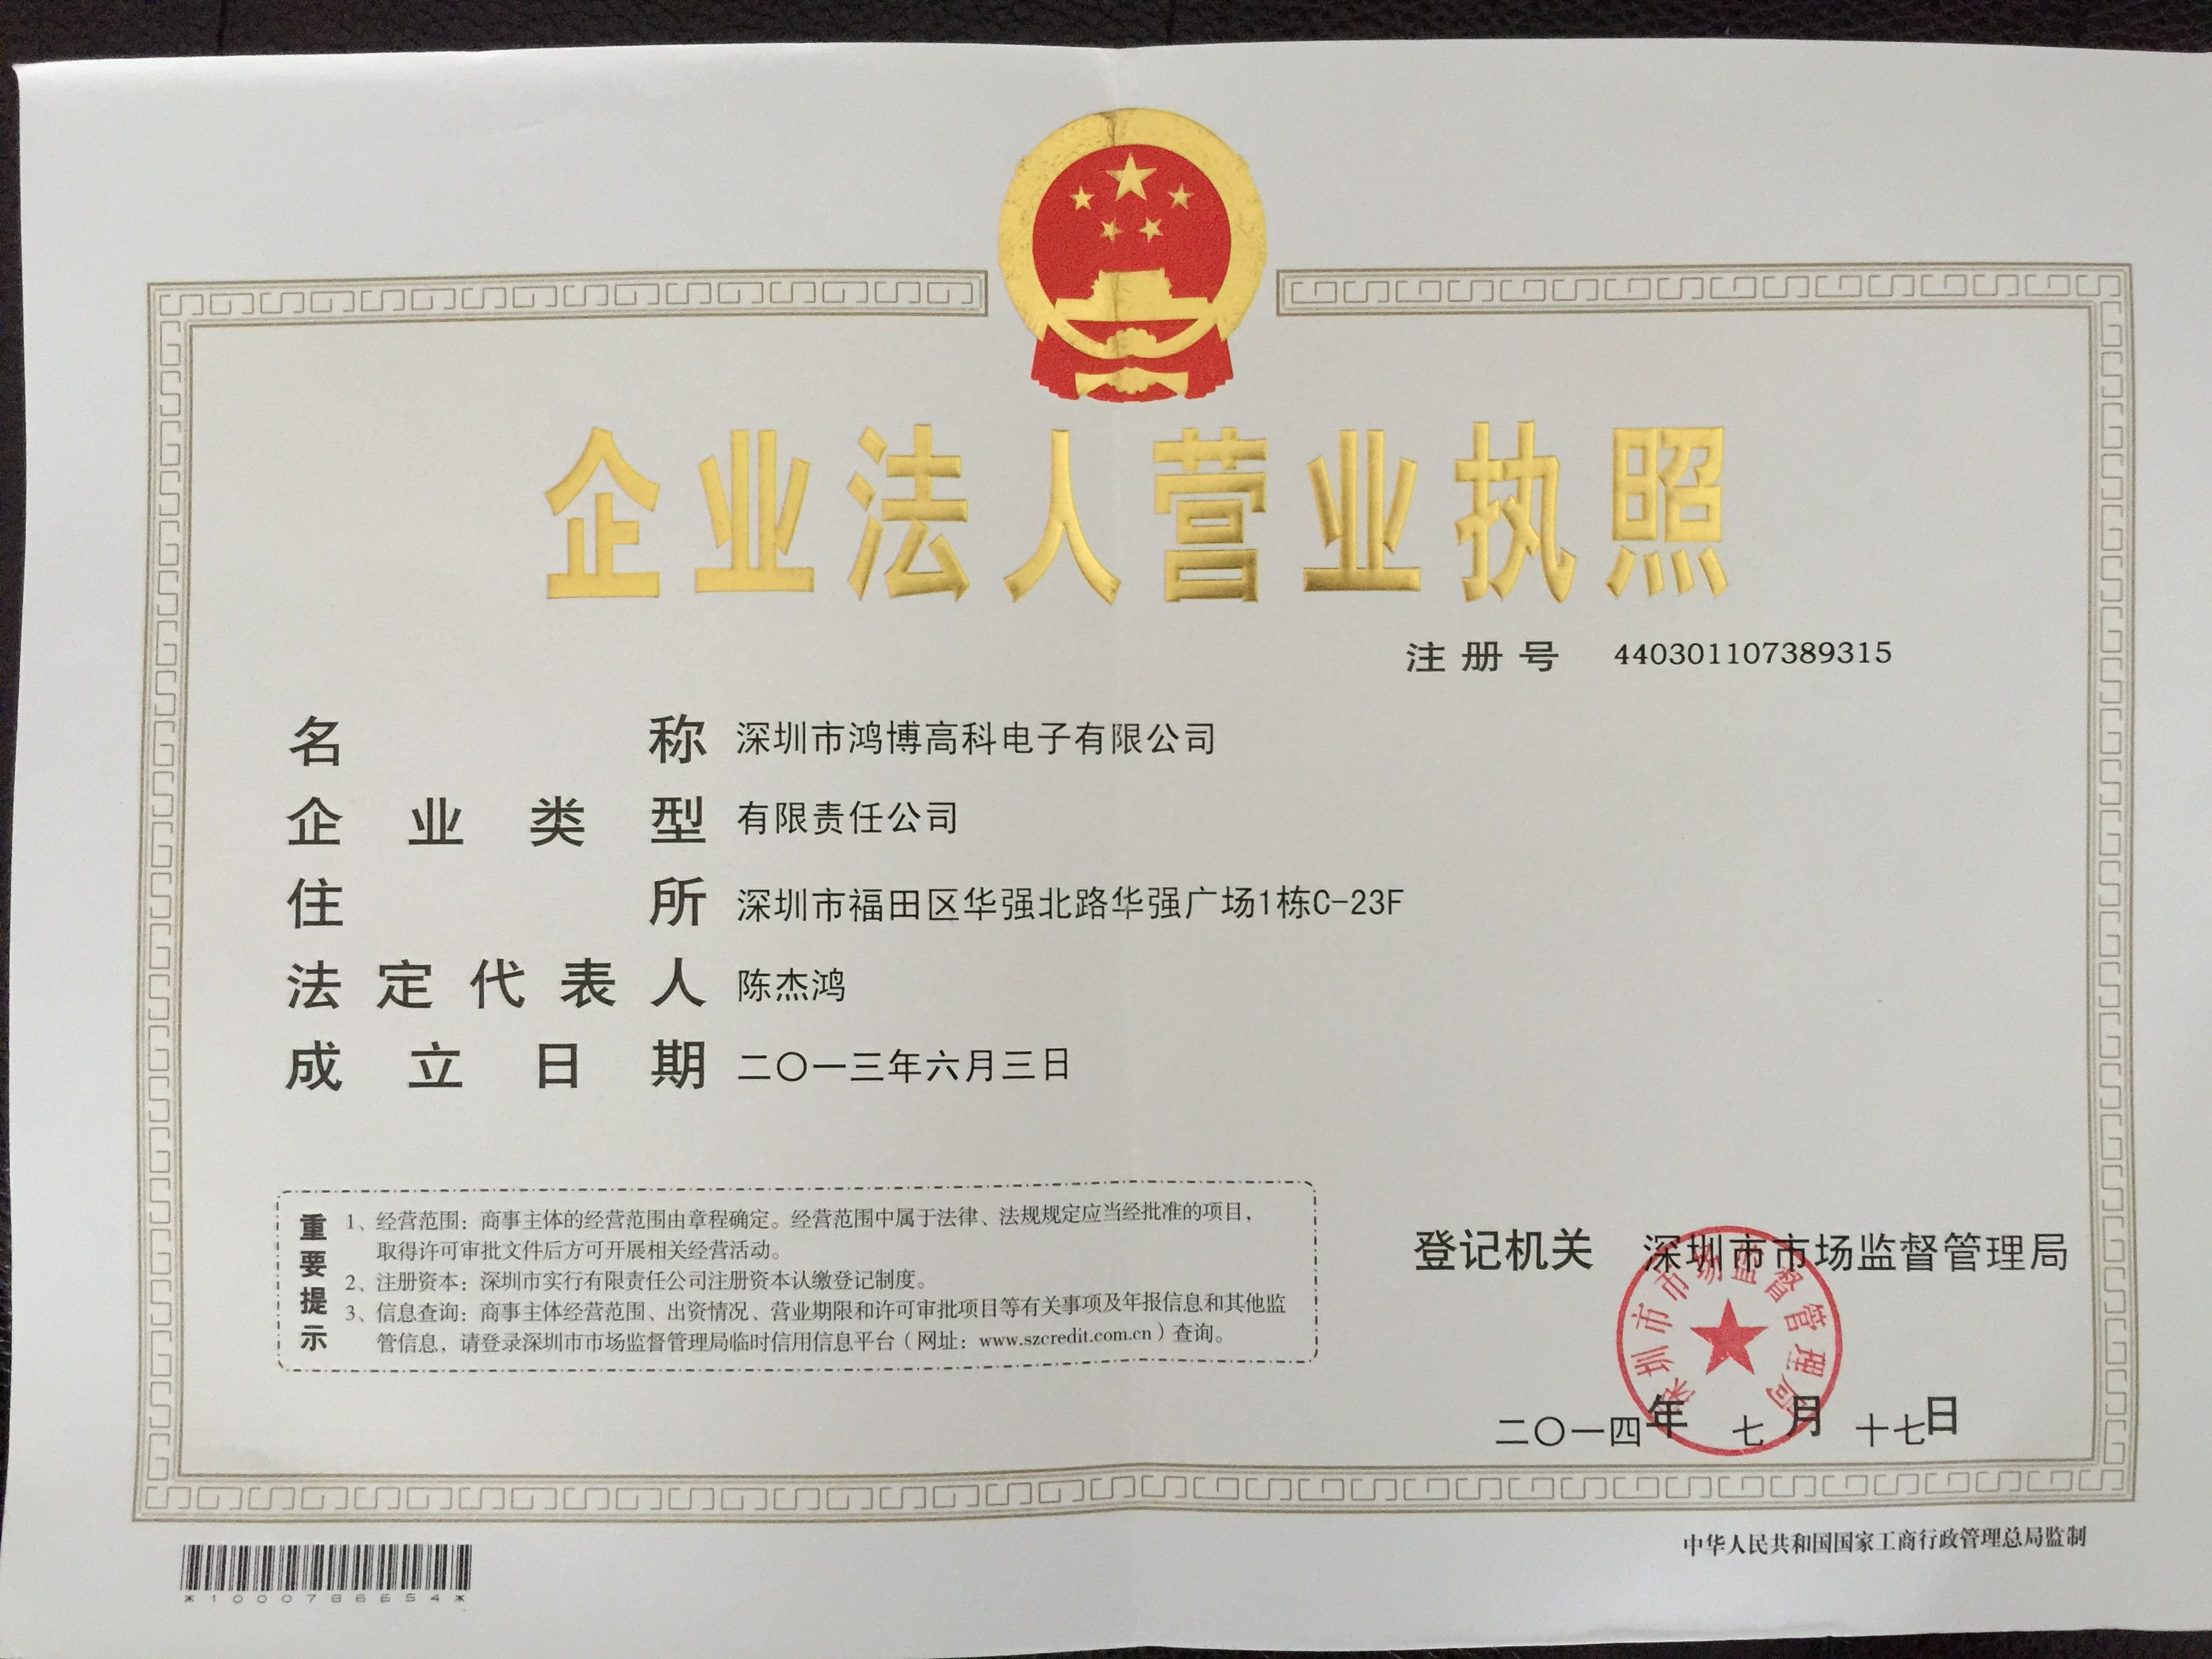 企业法人营业执照
注册号 440301107389315
名称 深圳市鸿博高科电子有限公司
企业类型 有限责任公司
住所 深圳市福田区华强北路华强广场1栋C-23F
法定代表人 陈杰鸿
成立日期 二〇一三年六月三日
重要提示
1、经营范围：商事主体的经营范围由章程确定。经营范围中属于法律、法规规定应当经批准的项目，
取得许可审批文件后方可开展相关经营活动。
2、注册资本：深圳市实行有限责任公司注册资本认缴登记制度。
3、信息查询：商事主体经营范围、出资情况、营业期限和许可审批项目等有关事项及年报信息和其他监
管信息，请登录深圳市市场监督管理局临时信用信息平台（网址：www.szcredit.com.cn）查询。
登记机关 深圳市市场监督管理局
深圳市市场监督管理局
二〇一四年 七月 十七日
中华人民共和国国家工商行政管理总局监制